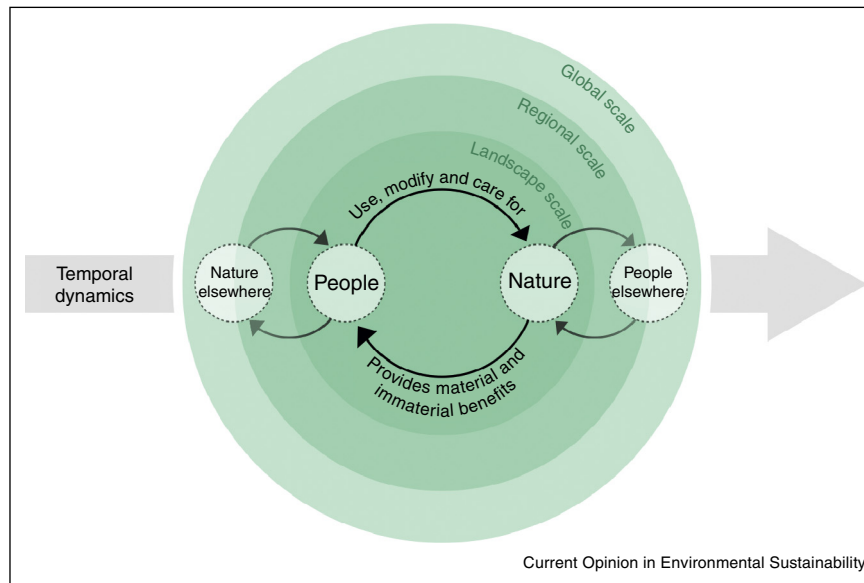 Global scale
Regional scale
Landscape scale
Use, modify and care for
Temporal
dynamics
Nature
elsewhere
People
Nature
People
elsewhere
Provides material and
immaterial benefits
Current Opinion in Environmental Sustainability